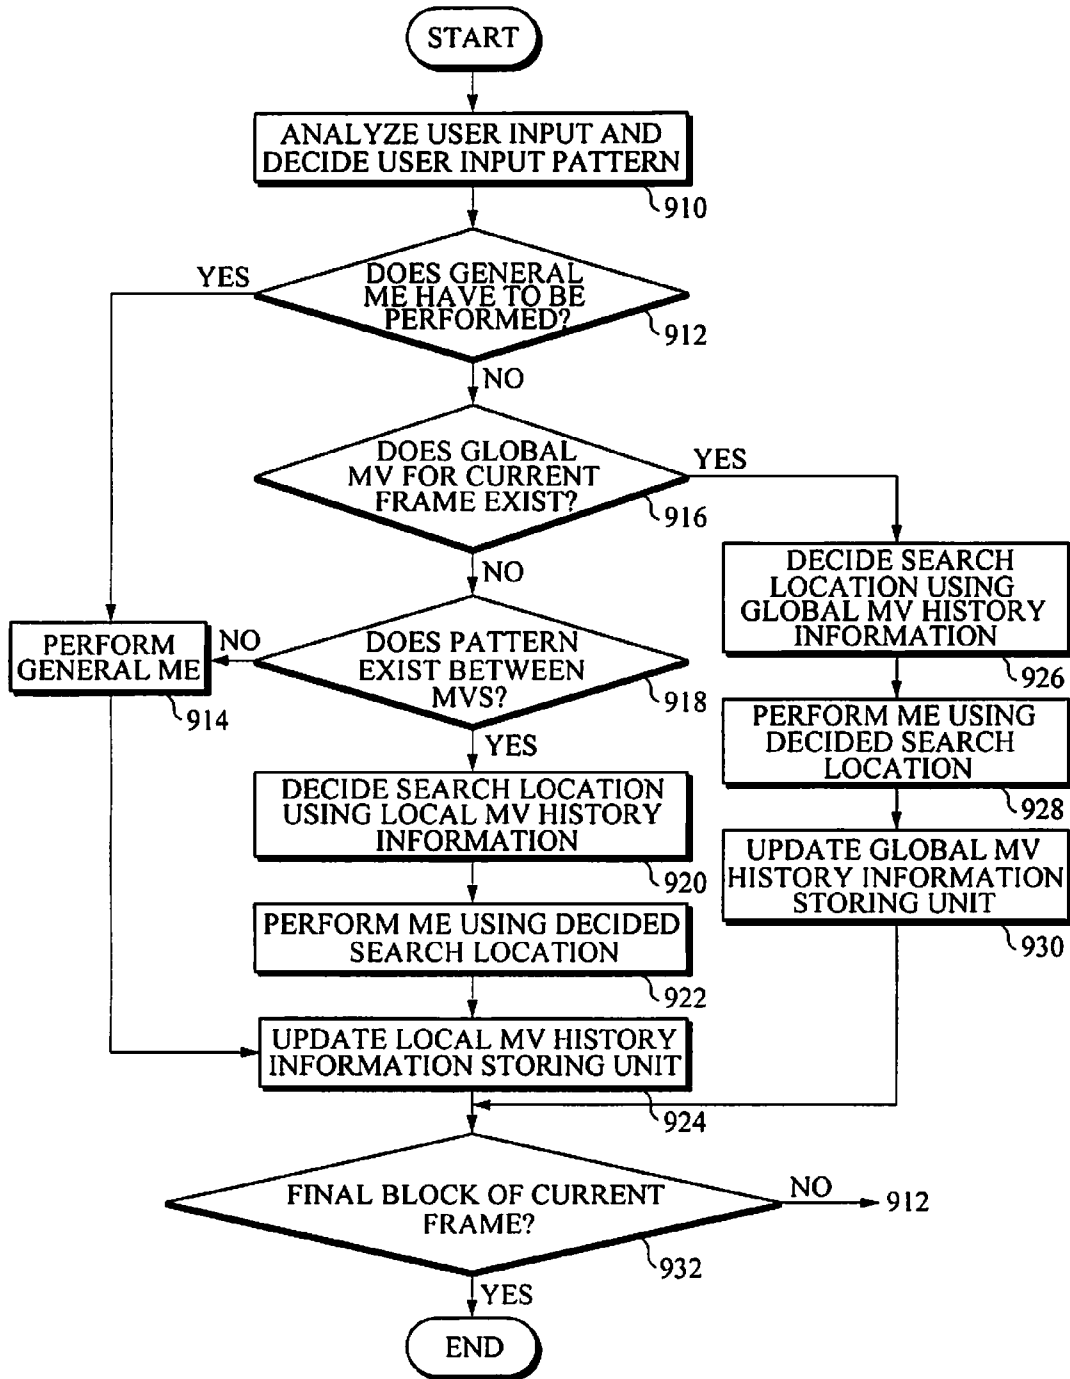 START
ANALYZE USER INPUT AND
DECIDE USER INPUT PATTERN
910
YES
DOES GENERAL
ME HAVE TO BE
PERFORMED?
912
NO
DOES GLOBAL
MV FOR CURRENT
FRAME EXIST?
YES
916
NO
DECIDE SEARCH
LOCATION USING
GLOBAL MV HISTORY
INFORMATION
926
PERFORM
GENERAL ME
914
NO
DOES PATTERN
EXIST BETWEEN
MVS?
918
YES
PERFORM ME USING
DECIDED SEARCH
LOCATION
928
DECIDE SEARCH LOCATION
USING LOCAL MV HISTORY
INFORMATION
920
UPDATE GLOBAL MV
HISTORY INFORMATION
STORING UNIT
930
PERFORM ME USING DECIDED
SEARCH LOCATION
922
UPDATE LOCAL MV HISTORY
INFORMATION STORING UNIT
924
FINAL BLOCK OF CURRENT
FRAME?
NO
912
932
YES
END